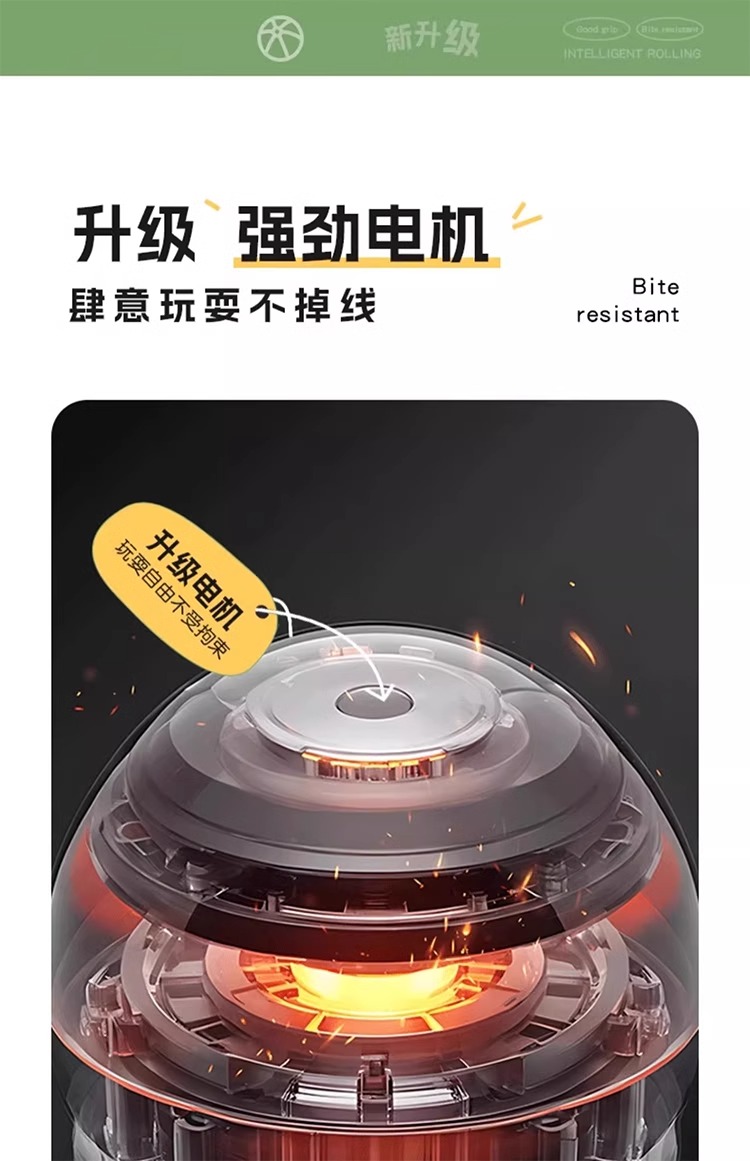 新升级
Good grip
Bite resistant
INTELLIGENT ROLLING
升级 强劲电机
肆意玩耍不掉线
Bite
resistant
升级电机
玩耍自由不受拘束